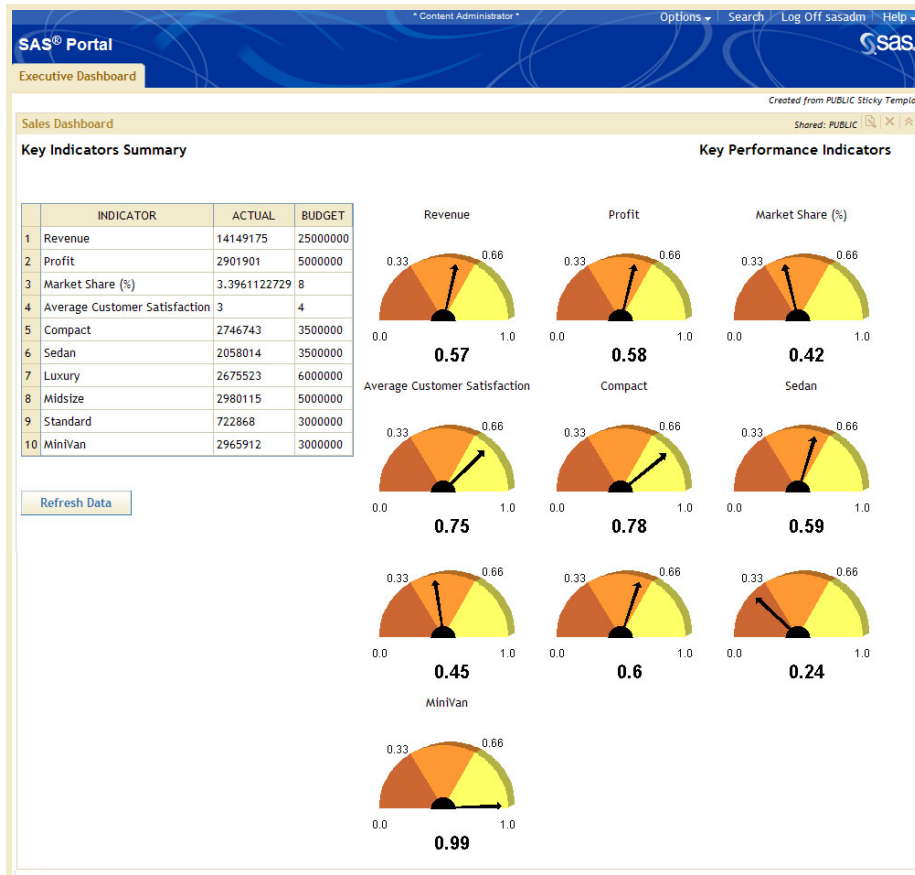 * Content Administrator *
Options Search Log Off sasadm Help
SAS® Portal
sas.
Executive Dashboard
Created from PUBLIC Sticky
Sales Dashboard
Shared: PUBLIC
Key Indicators Summary
Key Performance Indicators
INDICATOR ACTUAL BUDGET
1 Revenue 14149175 25000000
2 Profit 2901901 5000000
3 Market Share (%) 3.3961122729 8
4 Average Customer Satisfaction 3 4
5 Compact 2746743 3500000
6 Sedan 2058014 3500000
7 Luxury 2675523 6000000
8 Midsize 2980115 5000000
9 Standard 722868 3000000
10 MiniVan 2965912 3000000
Refresh Data
Revenue Profit Market Share (%)
0.33 0.66 0.33 0.66 0.33 0.66
0.0 1.0 0.0 1.0 0.0 1.0
0.57 0.58 0.42
Average Customer Satisfaction Compact Sedan
0.33 0.66 0.33 0.66 0.33 0.66
0.0 1.0 0.0 1.0 0.0 1.0
0.75 0.78 0.59
0.33 0.66 0.33 0.66 0.33 0.66
0.0 1.0 0.0 1.0 0.0 1.0
0.45 0.6 0.24
MiniVan
0.33 0.66
0.0 1.0
0.99